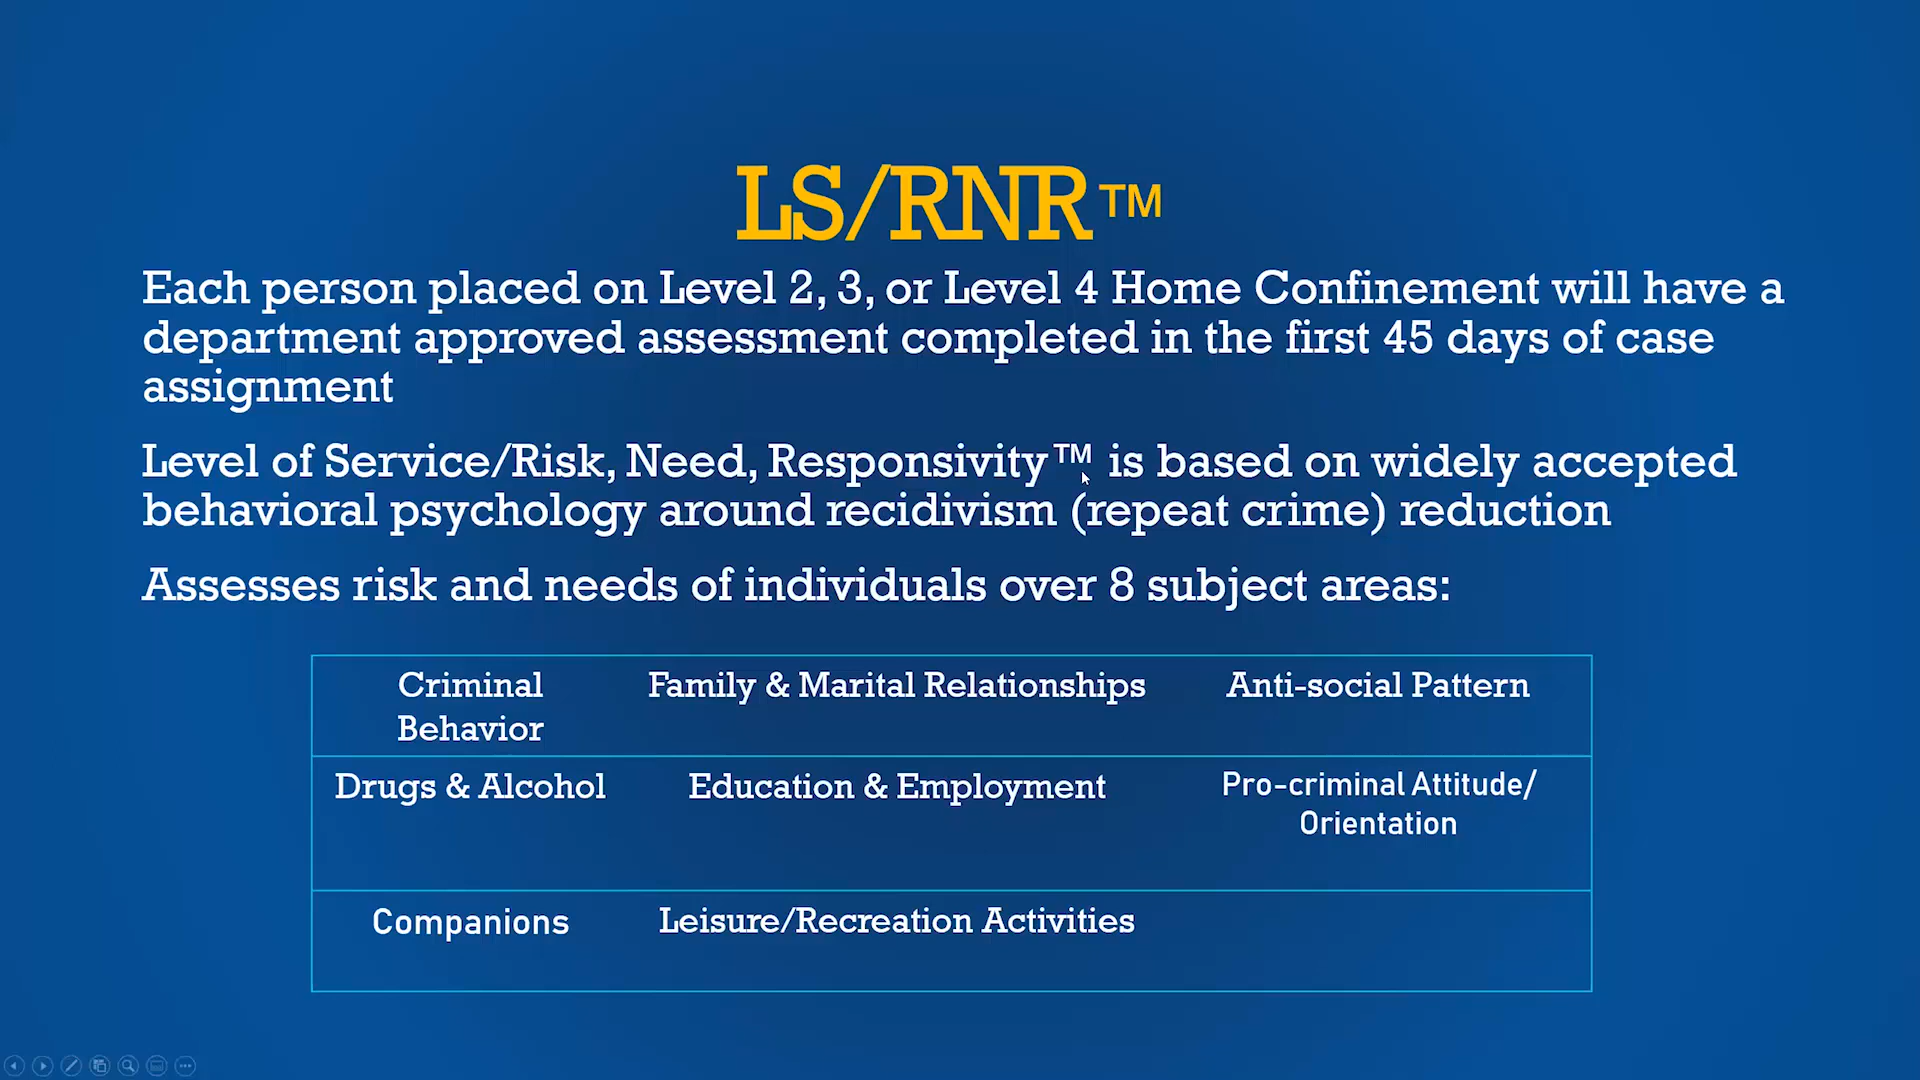 LS/RNR™
Each person placed on Level 2, 3, or Level 4 Home Confinement will have a
department approved assessment completed in the first 45 days of case
assignment
Level of Service/Risk, Need, Responsivity™ is based on widely accepted
behavioral psychology around recidivism (repeat crime) reduction
Assesses risk and needs of individuals over 8 subject areas:
Criminal
Behavior
Family & Marital Relationships
Anti-social Pattern
Drugs & Alcohol
Education & Employment
Pro-criminal Attitude/
Orientation
Companions
Leisure/Recreation Activities